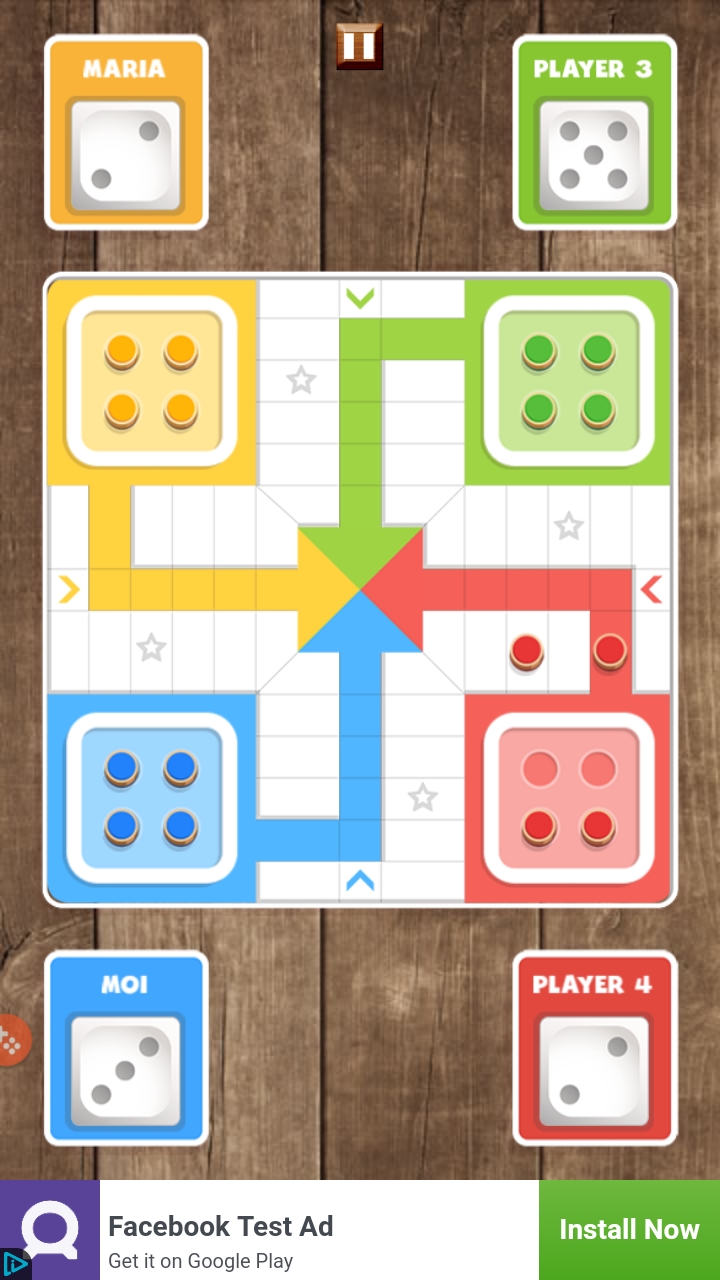 MARIA
PLAYER 3
MOI
PLAYER 4
Facebook Test Ad
Get it on Google Play
Install Now